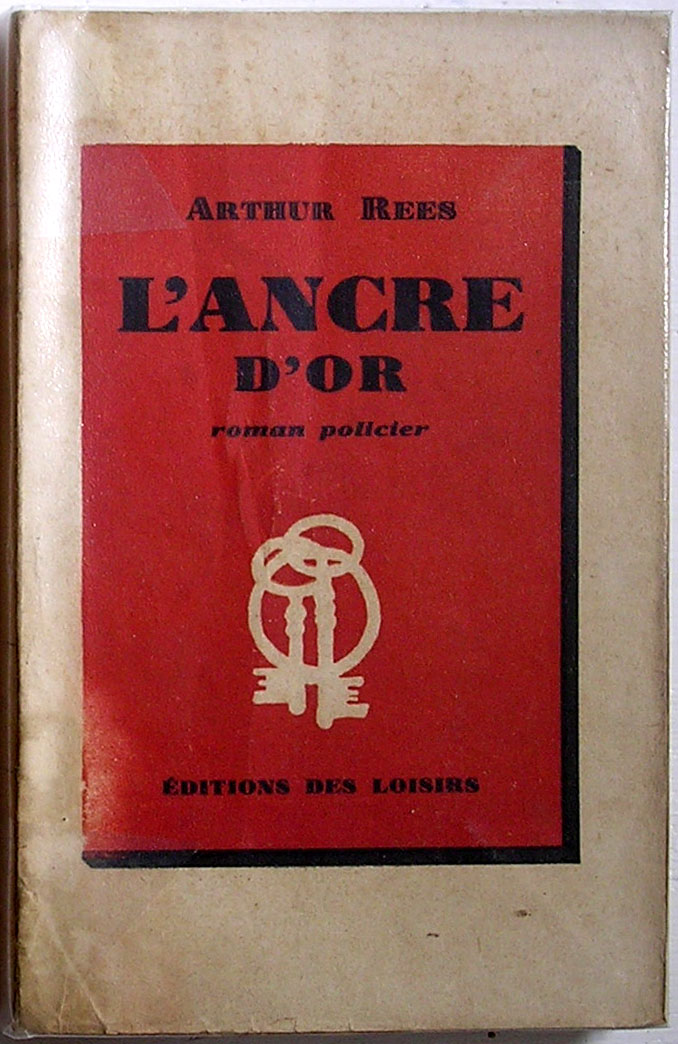 ARTHUR REES
L'ANCRE
D'OR
roman policier
ÉDITIONS DES LOISIRS